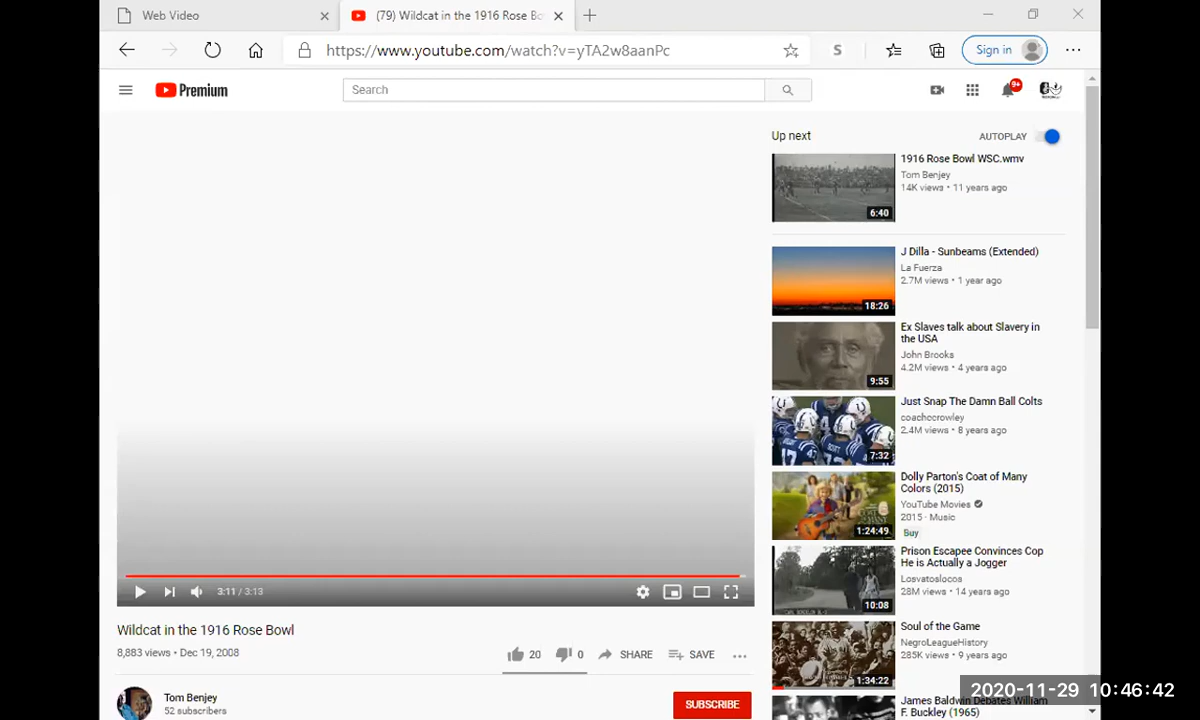 Web Video
(79) Wildcat in the 1916 Rose Bo
https://www.youtube.com/watch?v=yTA2w8aanPc
S
Sign in
Premium
Search
9+
Up next
AUTOPLAY
1916 Rose Bowl WSC.wmv
Tom Benjey
14K views • 11 years ago
6:40
J Dilla - Sunbeams (Extended)
La Fuerza
2.7M views • 1 year ago
18:26
Ex Slaves talk about Slavery in
the USA
John Brooks
4.2M views • 4 years ago
9:55
Just Snap The Damn Ball Colts
coachccrowley
2.4M views • 8 years ago
7:32
Dolly Parton's Coat of Many
Colors (2015)
YouTube Movies
2015 · Music
1:24:49
Buy
Prison Escapee Convinces Cop
He is Actually a Jogger
Losvatoslocos
28M views • 14 years ago
10:08
Soul of the Game
NegroLeagueHistory
285K views • 9 years ago
1:34:22
James Baldwin Debates William
F. Buckley (1965)
3:11 / 3:13
Wildcat in the 1916 Rose Bowl
8,883 views • Dec 19, 2008
20
0
SHARE
SAVE
Tom Benjey
52 subscribers
SUBSCRIBE
2020-11-29 10:46:42